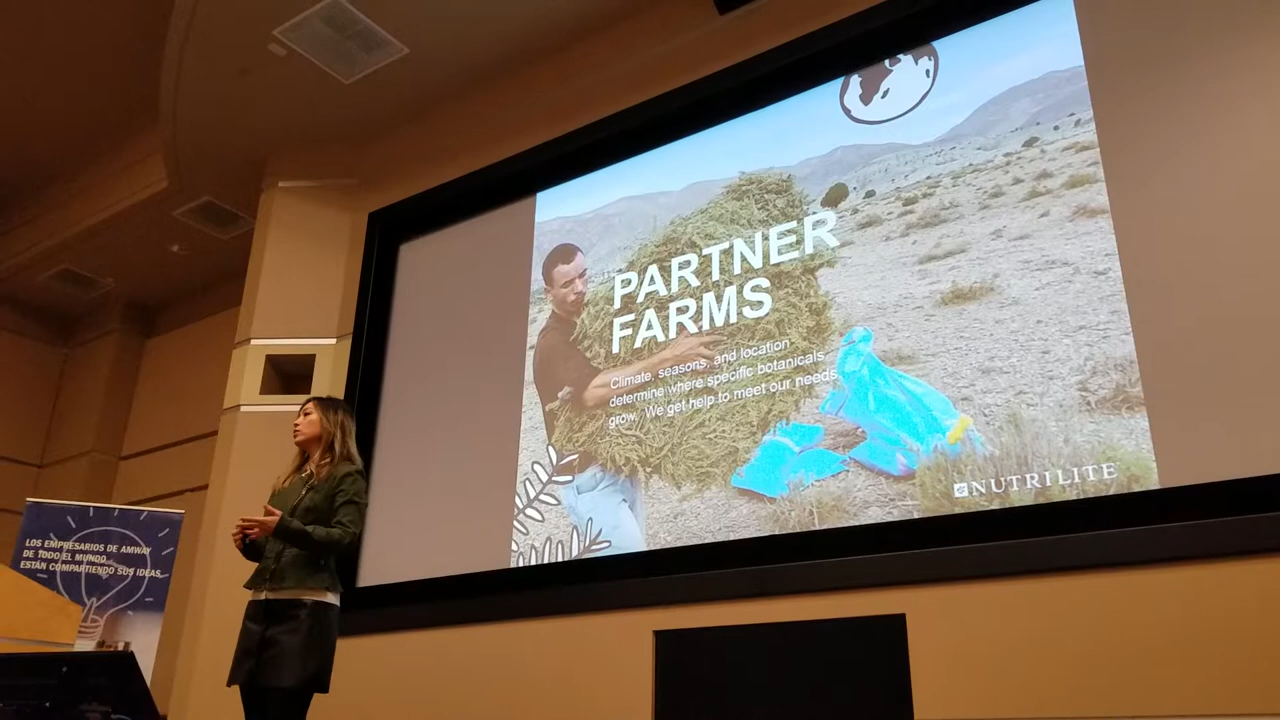 PARTNER
FARMS
Climate, seasons, and location
determine where specific botanicals
grow. We get help to meet our needs
NUTRILITE
LOS EMPRESARIOS DE AMWAY
DE TODO EL MUNDO
ESTÁN COMPARTIENDO SUS IDEAS